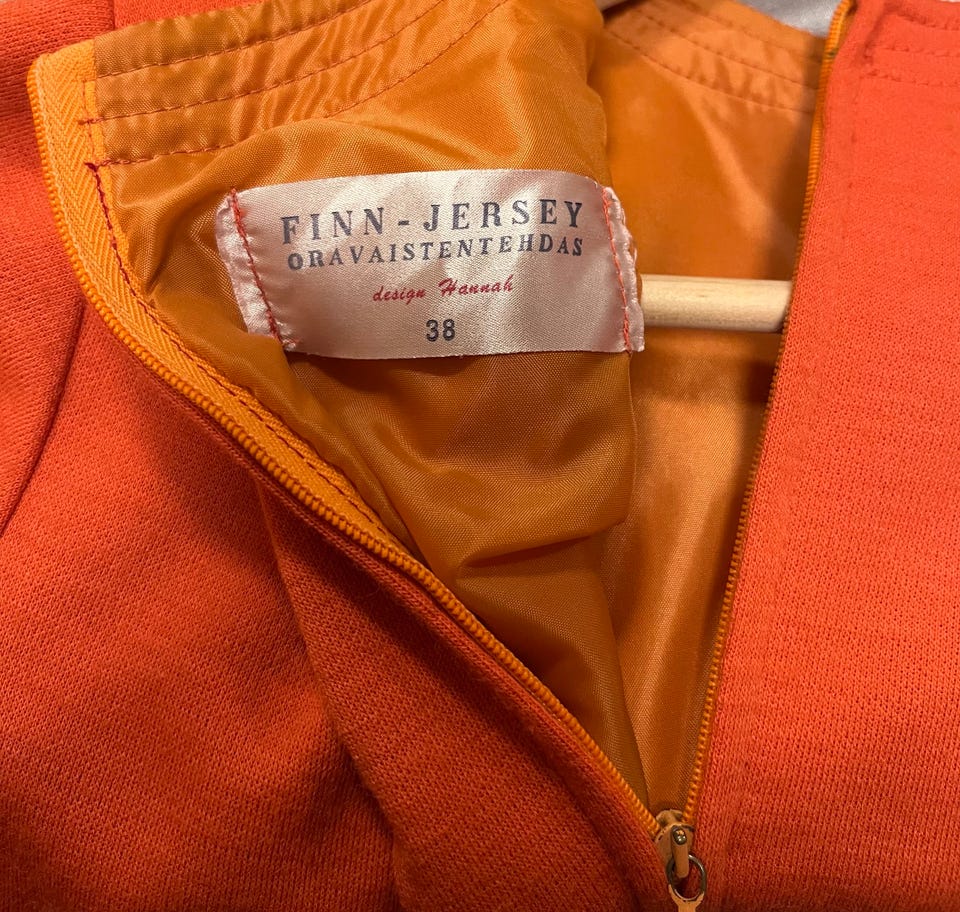 FINN - JERSEY
ORAVAISTENTEHDAS
design Hannah
38